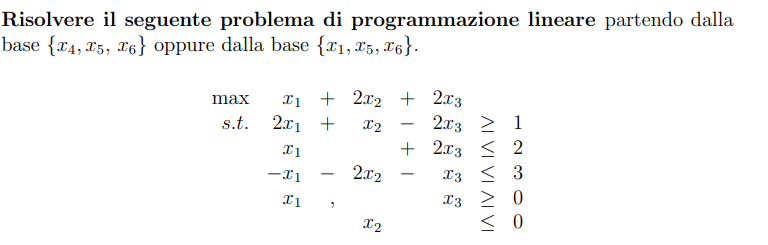 Risolvere il seguente problema di programmazione lineare partendo dalla
base {x₄, x₅, x₆} oppure dalla base {x₁, x₅, x₆}.
max x₁ + 2x₂ + 2x₃
s.t. 2x₁ + x₂ − 2x₃ ≥ 1
x₁ + 2x₃ ≤ 2
−x₁ − 2x₂ − x₃ ≤ 3
x₁ , x₃ ≥ 0
x₂ ≤ 0